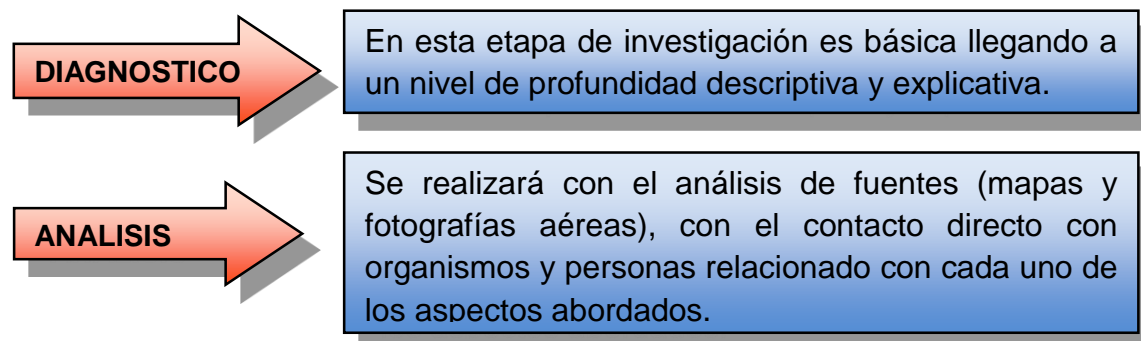 DIAGNOSTICO
En esta etapa de investigación es básica llegando a
un nivel de profundidad descriptiva y explicativa.
ANALISIS
Se realizará con el análisis de fuentes (mapas y
fotografías aéreas), con el contacto directo con
organismos y personas relacionado con cada uno de
los aspectos abordados.